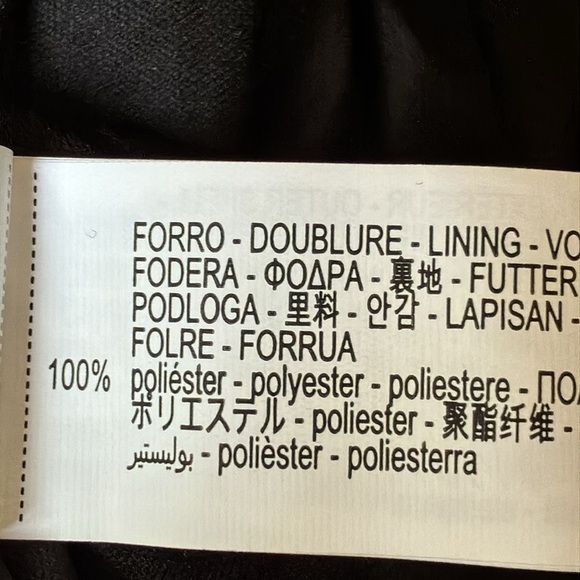 FORRO - DOUBLURE - LINING - VO
FODERA - ΦΟΔΡΑ - 裏地 - FUTTER
PODLOGA - 里料 - 안감 - LAPISAN -
FOLRE - FORRUA
100% poliéster - polyester - poliestere - ΠΟΛ
ポリエステル - poliester - 聚酯纤维 -
بوليستير - polièster - poliesterra